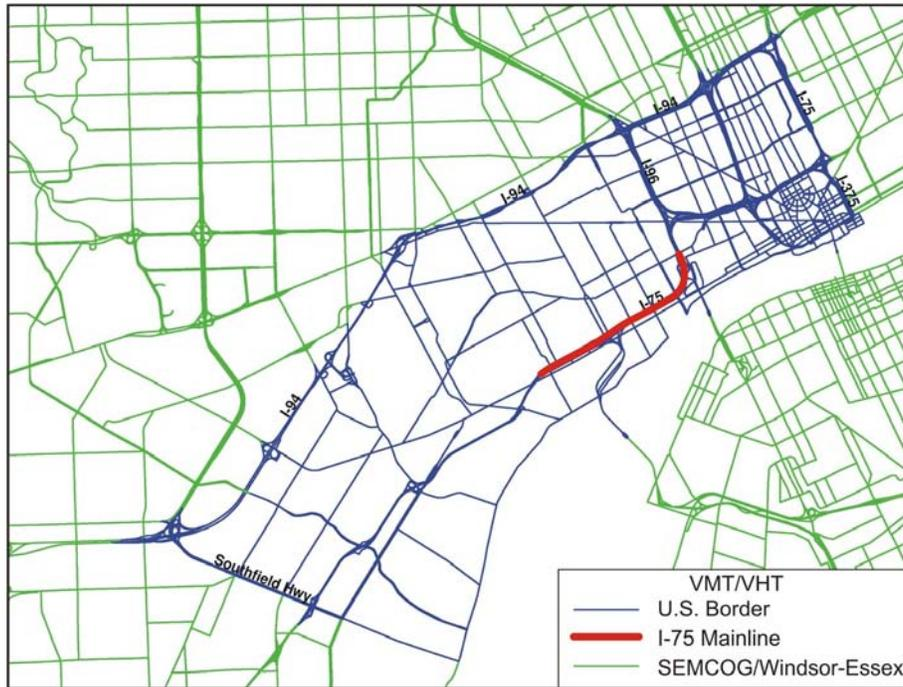 I-94
I-75
I-96
I-94
I-375
I-75
I-94
Southfield Hwy
VMT/VHT
U.S. Border
I-75 Mainline
SEMCOG/Windsor-Essex